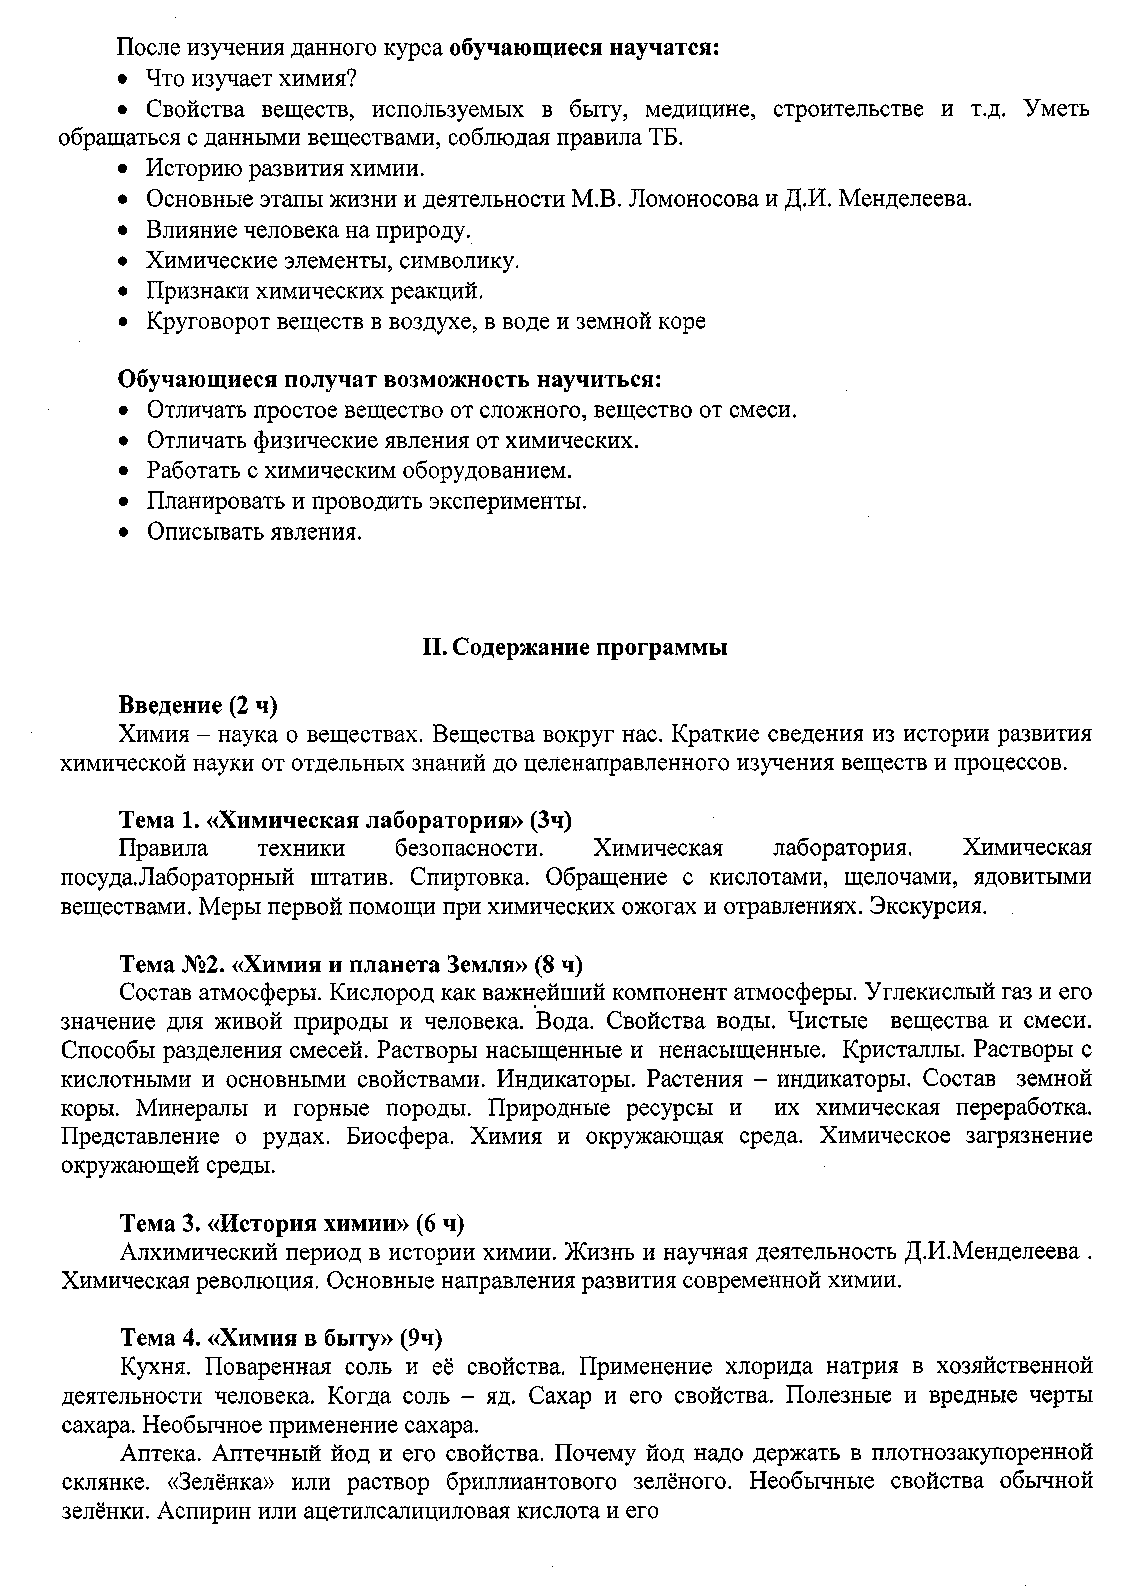 После изучения данного курса обучающиеся научатся:
• Что изучает химия?
• Свойства веществ, используемых в быту, медицине, строительстве и т.д. Уметь
обращаться с данными веществами, соблюдая правила ТБ.
• Историю развития химии.
• Основные этапы жизни и деятельности М.В. Ломоносова и Д.И. Менделеева.
• Влияние человека на природу.
• Химические элементы, символику.
• Признаки химических реакций.
• Круговорот веществ в воздухе, в воде и земной коре
Обучающиеся получат возможность научиться:
• Отличать простое вещество от сложного, вещество от смеси.
• Отличать физические явления от химических.
• Работать с химическим оборудованием.
• Планировать и проводить эксперименты.
• Описывать явления.
II. Содержание программы
Введение (2 ч)
Химия – наука о веществах. Вещества вокруг нас. Краткие сведения из истории развития
химической науки от отдельных знаний до целенаправленного изучения веществ и процессов.
Тема 1. «Химическая лаборатория» (3ч)
Правила техники безопасности. Химическая лаборатория. Химическая
посуда.Лабораторный штатив. Спиртовка. Обращение с кислотами, щелочами, ядовитыми
веществами. Меры первой помощи при химических ожогах и отравлениях. Экскурсия.
Тема №2. «Химия и планета Земля» (8 ч)
Состав атмосферы. Кислород как важнейший компонент атмосферы. Углекислый газ и его
значение для живой природы и человека. Вода. Свойства воды. Чистые вещества и смеси.
Способы разделения смесей. Растворы насыщенные и ненасыщенные. Кристаллы. Растворы с
кислотными и основными свойствами. Индикаторы. Растения – индикаторы. Состав земной
коры. Минералы и горные породы. Природные ресурсы и их химическая переработка.
Представление о рудах. Биосфера. Химия и окружающая среда. Химическое загрязнение
окружающей среды.
Тема 3. «История химии» (6 ч)
Алхимический период в истории химии. Жизнь и научная деятельность Д.И.Менделеева .
Химическая революция. Основные направления развития современной химии.
Тема 4. «Химия в быту» (9ч)
Кухня. Поваренная соль и её свойства. Применение хлорида натрия в хозяйственной
деятельности человека. Когда соль – яд. Сахар и его свойства. Полезные и вредные черты
сахара. Необычное применение сахара.
Аптека. Аптечный йод и его свойства. Почему йод надо держать в плотнозакупоренной
склянке. «Зелёнка» или раствор бриллиантового зелёного. Необычные свойства обычной
зелёнки. Аспирин или ацетилсалициловая кислота и его